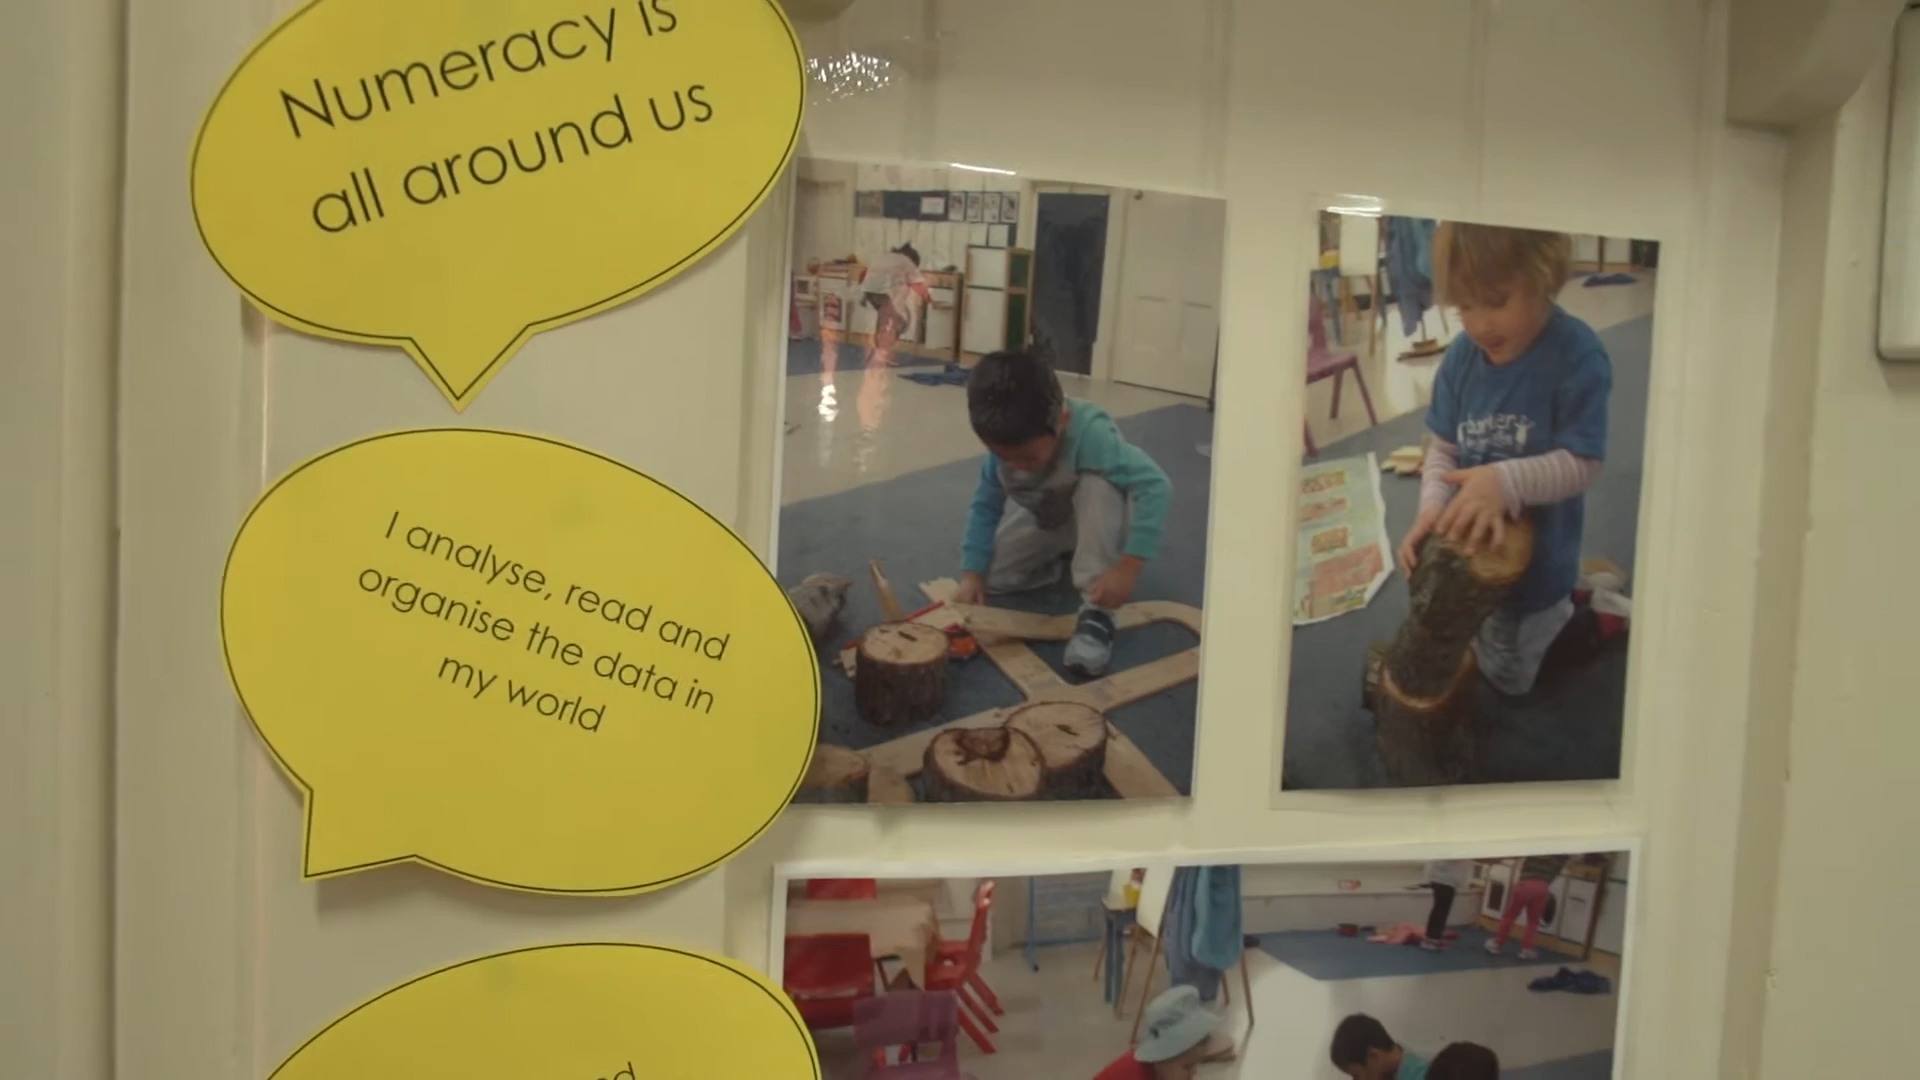 Numeracy is
all around us
I analyse, read and
organise the data in
my world